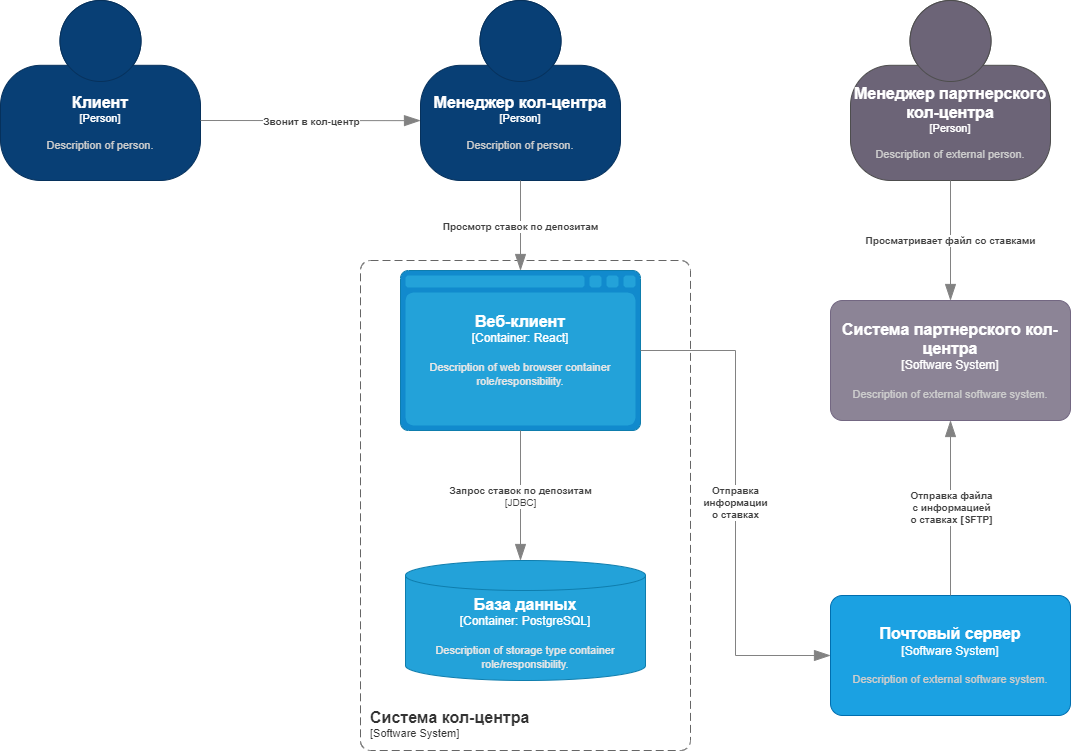 Клиент
[Person]
Description of person.
Звонит в кол-центр
Менеджер кол-центра
[Person]
Description of person.
Менеджер партнерского
кол-центра
[Person]
Description of external person.
Просмотр ставок по депозитам
Просматривает файл со ставками
Веб-клиент
[Container: React]
Description of web browser container
role/responsibility.
Система партнерского кол-
центра
[Software System]
Description of external software system.
Запрос ставок по депозитам
[JDBC]
Отправка
информации
о ставках
Отправка файла
с информацией
о ставках [SFTP]
База данных
[Container: PostgreSQL]
Description of storage type container
role/responsibility.
Почтовый сервер
[Software System]
Description of external software system.
Система кол-центра
[Software System]